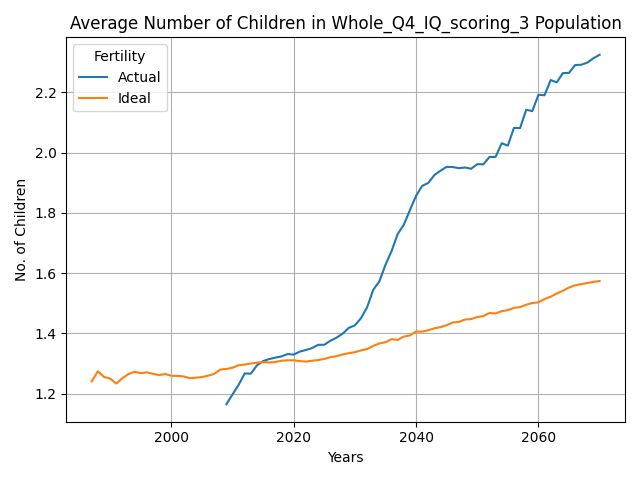 Average Number of Children in Whole_Q4_IQ_scoring_3 Population
Fertility
Actual
Ideal
2.2
2.0
1.8
1.6
1.4
1.2
No. of Children
2000
2020
2040
2060
Years